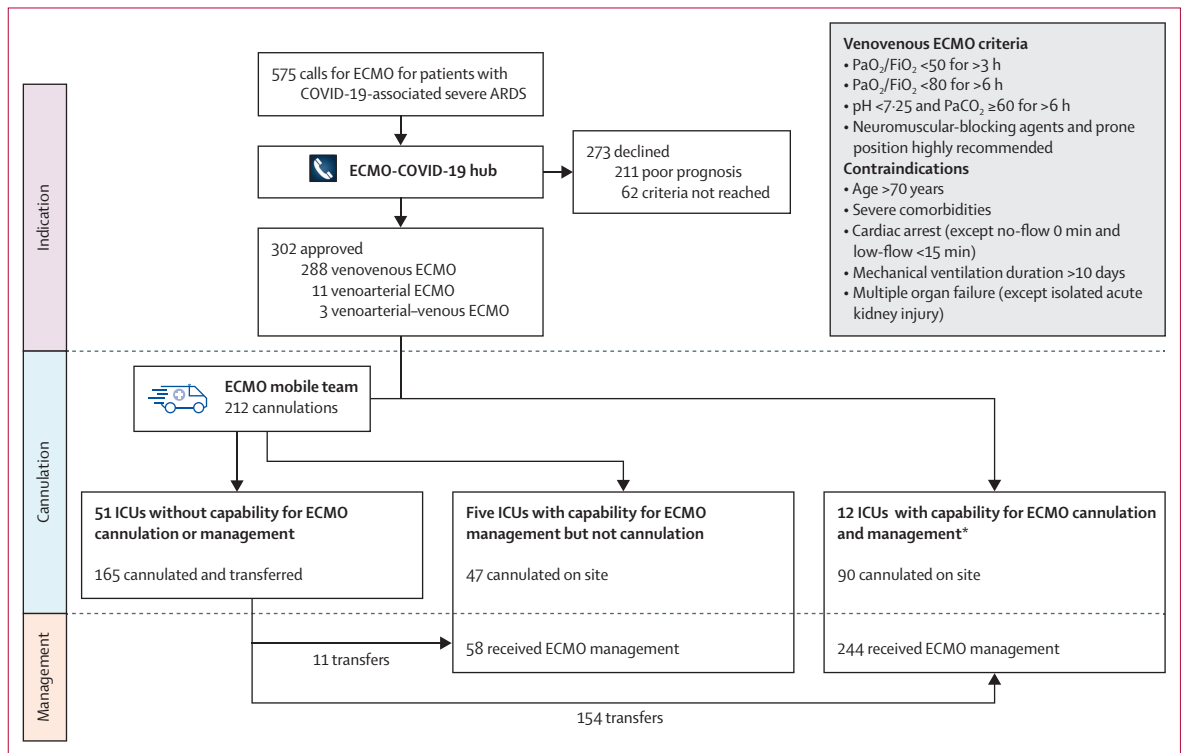 575 calls for ECMO for patients with
COVID-19-associated severe ARDS
ECMO-COVID-19 hub
273 declined
211 poor prognosis
62 criteria not reached
302 approved
288 venovenous ECMO
11 venoarterial ECMO
3 venoarterial–venous ECMO
Venovenous ECMO criteria
• PaO₂/FiO₂ <50 for >3 h
• PaO₂/FiO₂ <80 for >6 h
• pH <7·25 and PaCO₂ ≥60 for >6 h
• Neuromuscular-blocking agents and prone
position highly recommended
Contraindications
• Age >70 years
• Severe comorbidities
• Cardiac arrest (except no-flow 0 min and
low-flow <15 min)
• Mechanical ventilation duration >10 days
• Multiple organ failure (except isolated acute
kidney injury)
Indication
ECMO mobile team
212 cannulations
Cannulation
51 ICUs without capability for ECMO
cannulation or management
165 cannulated and transferred
Five ICUs with capability for ECMO
management but not cannulation
47 cannulated on site
12 ICUs with capability for ECMO cannulation
and management*
90 cannulated on site
Management
11 transfers
58 received ECMO management
244 received ECMO management
154 transfers